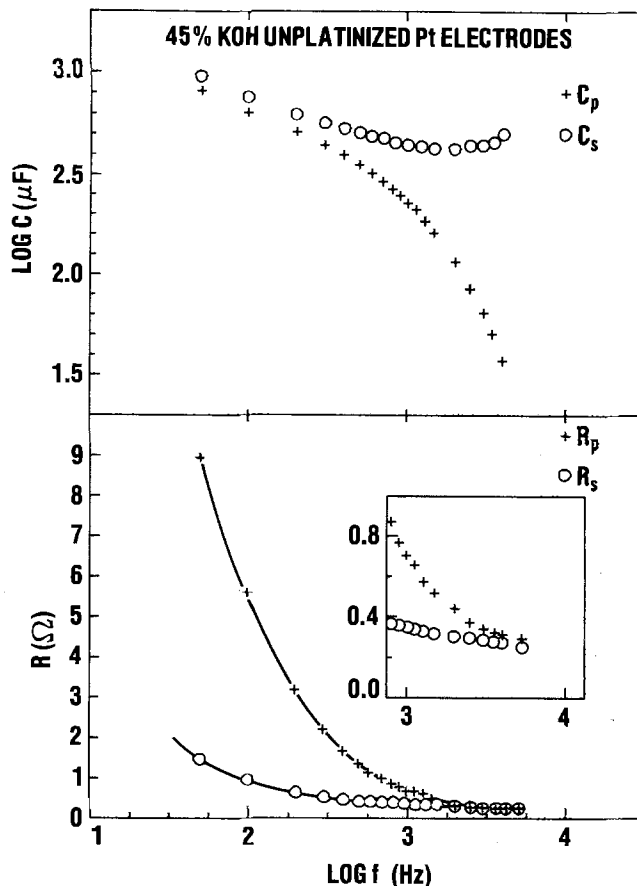 45% KOH UNPLATINIZED Pt ELECTRODES
+ Cp
○ Cs
3.0
2.5
2.0
1.5
LOG C (μF)
+ Rp
○ Rs
9
8
7
6
5
4
3
2
1
0
R (Ω)
0.8
0.4
0.0
3 4
1 2 3 4
LOG f (Hz)